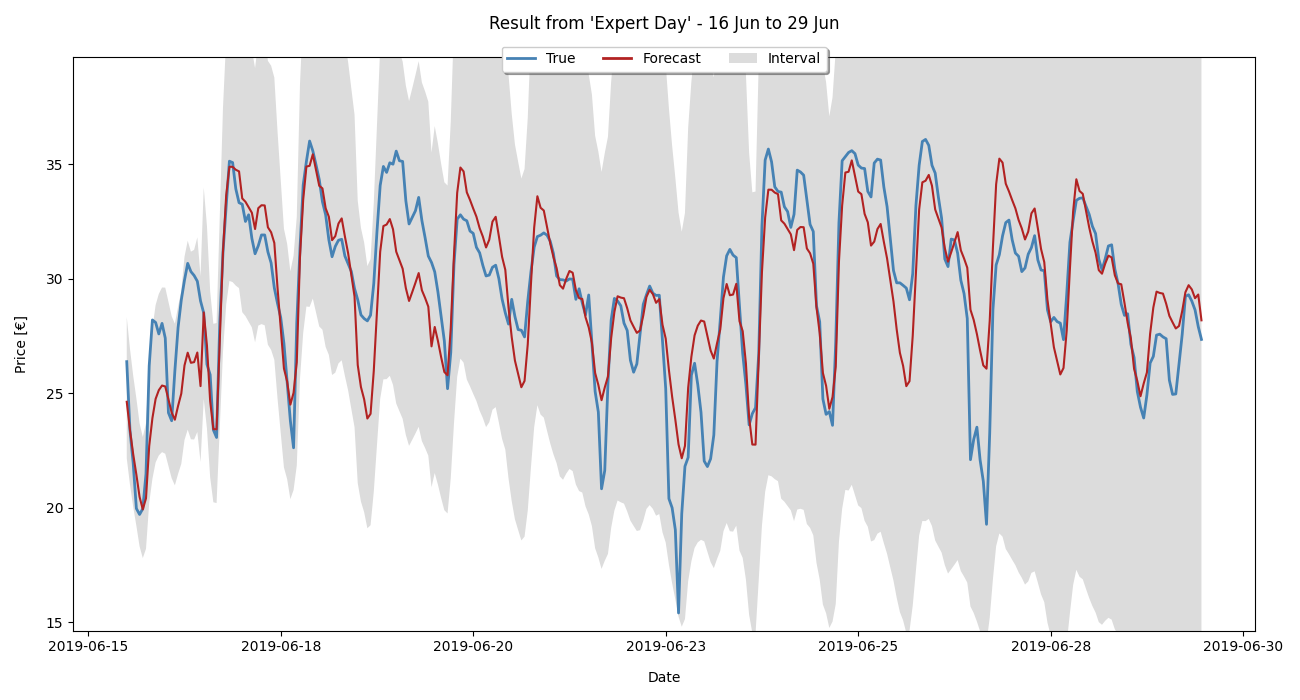 Result from 'Expert Day' - 16 Jun to 29 Jun
True Forecast Interval
Price [€]
35
30
25
20
15
2019-06-15 2019-06-18 2019-06-20 2019-06-23 2019-06-25 2019-06-28 2019-06-30
Date